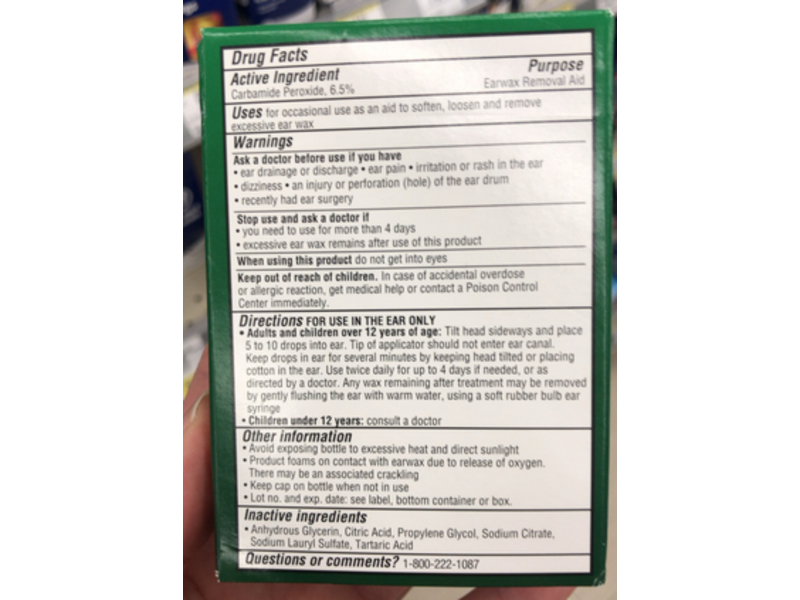 Drug Facts
Active Ingredient Purpose
Carbamide Peroxide, 6.5% Earwax Removal Aid
Uses for occasional use as an aid to soften, loosen and remove
excessive ear wax
Warnings
Ask a doctor before use if you have
• ear drainage or discharge • ear pain • irritation or rash in the ear
• dizziness • an injury or perforation (hole) of the ear drum
• recently had ear surgery
Stop use and ask a doctor if
• you need to use for more than 4 days
• excessive ear wax remains after use of this product
When using this product do not get into eyes
Keep out of reach of children. In case of accidental overdose
or allergic reaction, get medical help or contact a Poison Control
Center immediately.
Directions FOR USE IN THE EAR ONLY
• Adults and children over 12 years of age: Tilt head sideways and place
5 to 10 drops into ear. Tip of applicator should not enter ear canal.
Keep drops in ear for several minutes by keeping head tilted or placing
cotton in the ear. Use twice daily for up to 4 days if needed, or as
directed by a doctor. Any wax remaining after treatment may be removed
by gently flushing the ear with warm water, using a soft rubber bulb ear
syringe
• Children under 12 years: consult a doctor
Other information
• Avoid exposing bottle to excessive heat and direct sunlight
• Product foams on contact with earwax due to release of oxygen.
There may be an associated crackling
• Keep cap on bottle when not in use
• Lot no. and exp. date: see label, bottom container or box.
Inactive ingredients
• Anhydrous Glycerin, Citric Acid, Propylene Glycol, Sodium Citrate,
Sodium Lauryl Sulfate, Tartaric Acid
Questions or comments? 1-800-222-1087